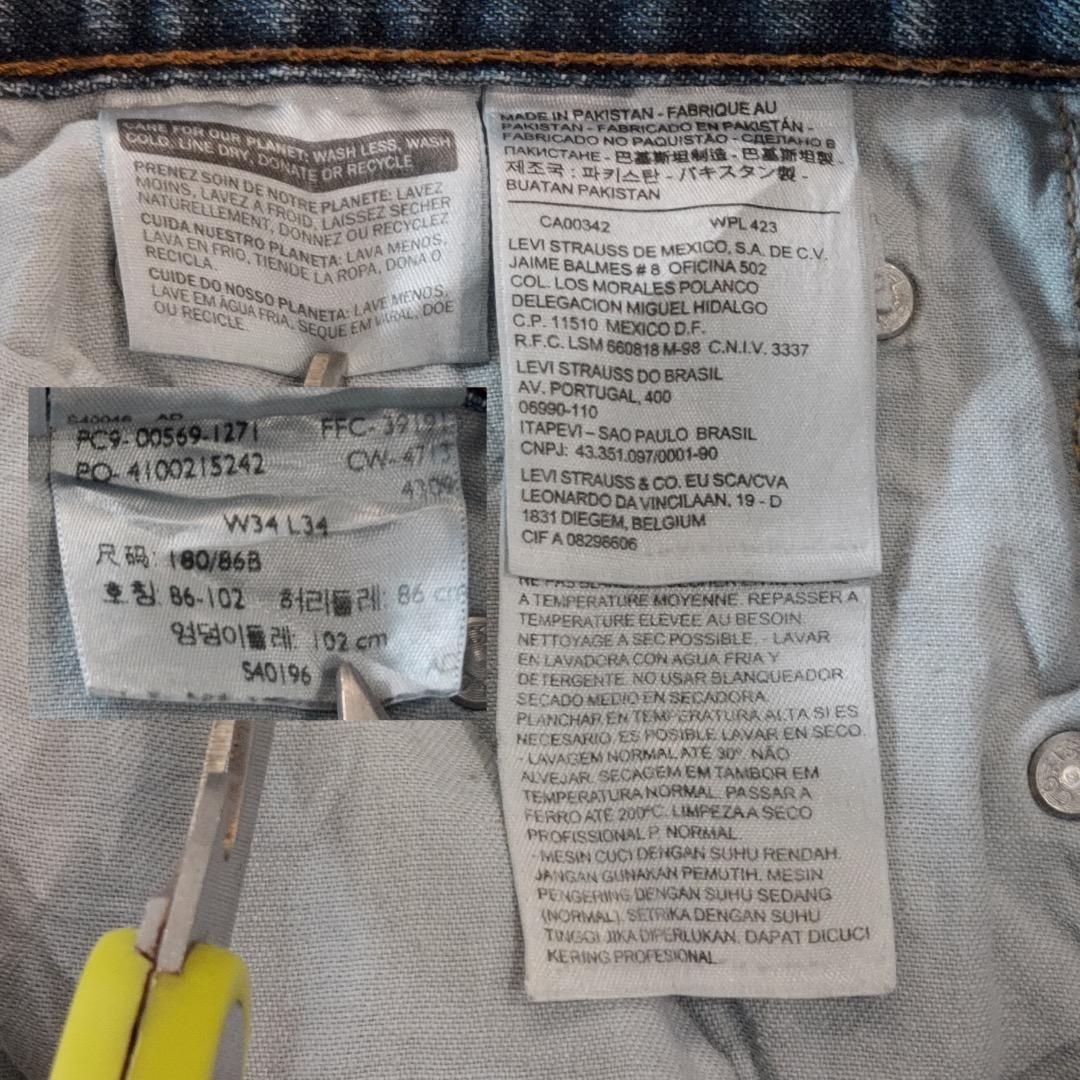 CARE FOR OUR PLANET: WASH LESS, WASH
COLD, LINE DRY, DONATE OR RECYCLE
PRENEZ SOIN DE NOTRE PLANETE: LAVEZ
MOINS, LAVEZ A FROID, LAISSEZ SECHER
NATURELLEMENT, DONNEZ OU RECYCLEZ
CUIDA NUESTRO PLANETA: LAVA MENOS,
LAVA EN FRIO, TIENDE LA ROPA, DONA O
RECICLA.
CUIDE DO NOSSO PLANETA: LAVE MENOS,
LAVE EM ÀGUA FRIA, SEQUE EM VARAL, DOE
OU RECICLE.
PC9-00569-1271 FFC-39191
PO-4100215242 CW-4713
W34 L34
尺码: 180/86B
호칭: 86-102 허리둘레: 86 cm
엉덩이둘레: 102 cm
S40196
MADE IN PAKISTAN - FABRIQUE AU
PAKISTAN - FABRICADO EN PAKISTÁN -
FABRICADO NO PAQUISTÃO - СДЕЛАНО В
ПАКИСТАНЕ - 巴基斯坦制造 - 巴基斯坦製 -
제조국 : 파키스탄 - パキスタン製 -
BUATAN PAKISTAN
CA00342 WPL 423
LEVI STRAUSS DE MEXICO, S.A. DE C.V.
JAIME BALMES # 8 OFICINA 502
COL. LOS MORALES POLANCO
DELEGACION MIGUEL HIDALGO
C.P. 11510 MEXICO D.F.
R.F.C. LSM 660818 M-98 C.N.I.V. 3337
LEVI STRAUSS DO BRASIL
AV. PORTUGAL, 400
06990-110
ITAPEVI – SAO PAULO BRASIL
CNPJ: 43.351.097/0001-90
LEVI STRAUSS & CO. EU SCA/CVA
LEONARDO DA VINCILAAN, 19 - D
1831 DIEGEM, BELGIUM
CIF A 08298606
A TEMPERATURE MOYENNE. REPASSER A
TEMPERATURE ELEVEE AU BESOIN.
NETTOYAGE A SEC POSSIBLE. - LAVAR
EN LAVADORA CON AGUA FRIA Y
DETERGENTE. NO USAR BLANQUEADOR.
SECADO MEDIO EN SECADORA.
PLANCHAR EN TEMPERATURA ALTA SI ES
NECESARIO. ES POSIBLE LAVAR EN SECO.
- LAVAGEM NORMAL ATÉ 30º. NÃO
ALVEJAR. SECAGEM EM TAMBOR EM
TEMPERATURA NORMAL. PASSAR A
FERRO ATÉ 200ºC. LIMPEZA A SECO
PROFISSIONAL P. NORMAL.
- MESIN CUCI DENGAN SUHU RENDAH.
JANGAN GUNAKAN PEMUTIH. MESIN
PENGERING DENGAN SUHU SEDANG
(NORMAL). SETRIKA DENGAN SUHU
TINGGI JIKA DIPERLUKAN. DAPAT DICUCI
KERING PROFESIONAL.